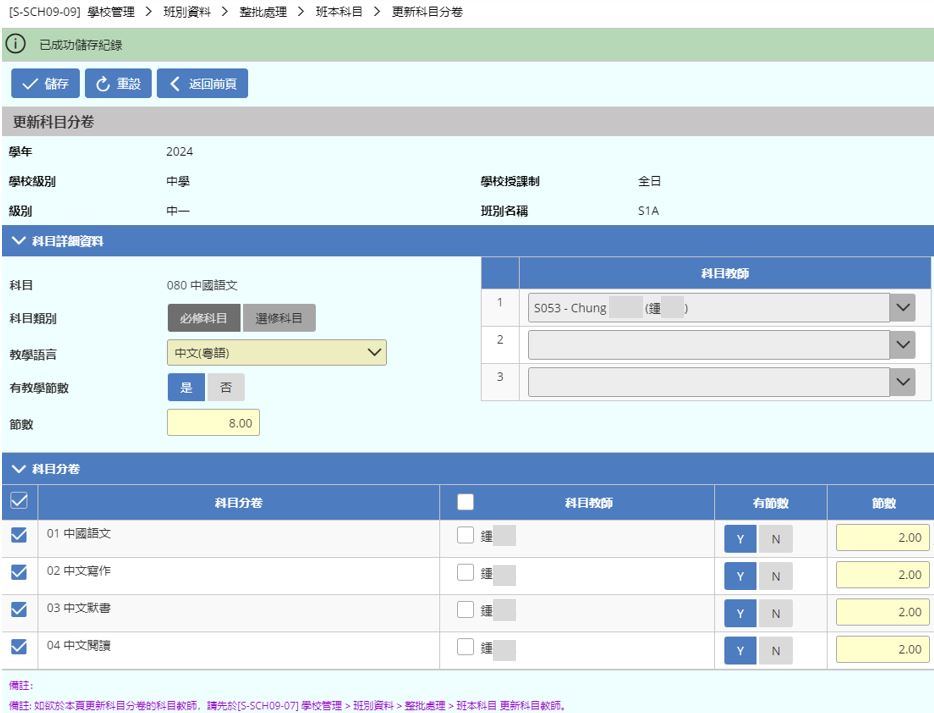 [S-SCH09-09] 學校管理 > 班別資料 > 整批處理 > 班本科目 > 更新科目分卷
已成功儲存紀錄
儲存 重設 返回前頁
更新科目分卷
學年 2024
學校級別 中學 學校授課制 全日
級別 中一 班別名稱 S1A
科目詳細資料
科目教師
科目 080 中國語文
1 S053 - Chung (鍾 )
科目類別 必修科目 選修科目
2
教學語言 中文(粵語)
3
有教學節數 是 否
節數 8.00
科目分卷
科目分卷 科目教師 有節數 節數
01 中國語文 鍾 Y N 2.00
02 中文寫作 鍾 Y N 2.00
03 中文默書 鍾 Y N 2.00
04 中文閱讀 鍾 Y N 2.00
備註:
備註: 如欲於本頁更新科目分卷的科目教師，請先於[S-SCH09-07] 學校管理 > 班別資料 > 整批處理 > 班本科目 更新科目教師。